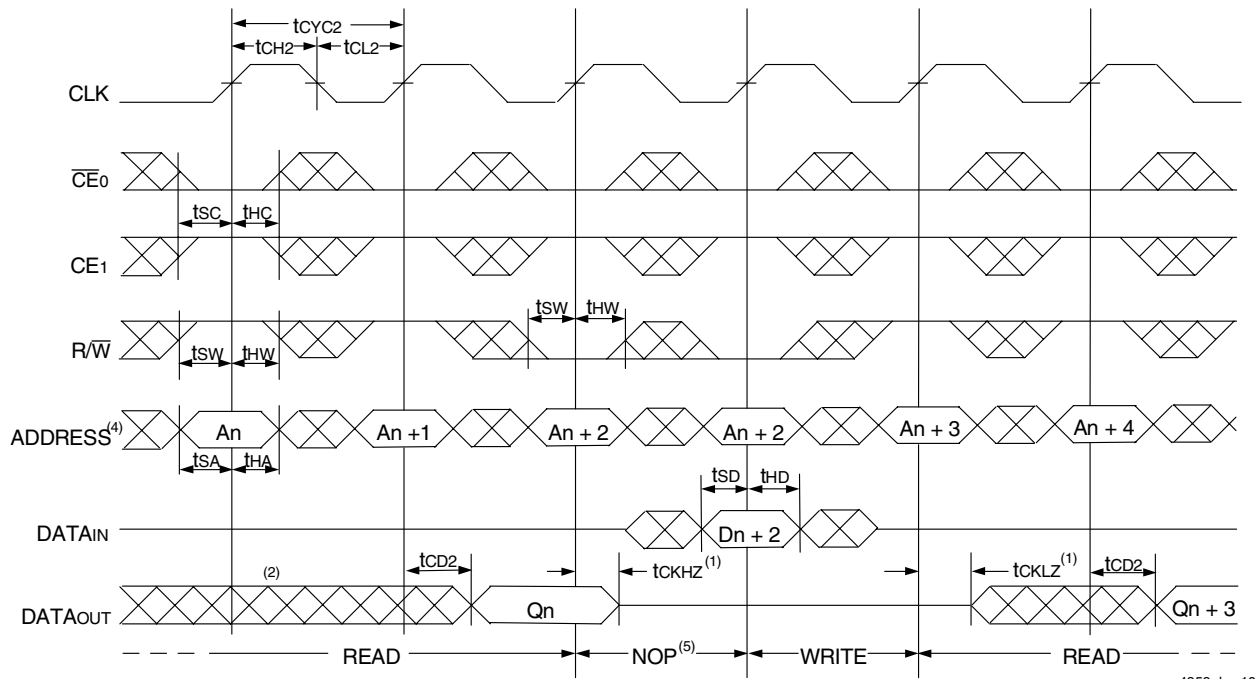 tCYC2
tCH2 tCL2
CLK
CE0
tSC tHC
CE1
tSW tHW
R/W
tSW tHW
ADDRESS(4) An An +1 An + 2 An + 2 An + 3 An + 4
tSA tHA
tSD tHD
DATAIN Dn + 2
(2) tCD2 tCKHZ(1) tCKLZ(1) tCD2
DATAOUT Qn Qn + 3
READ NOP(5) WRITE READ